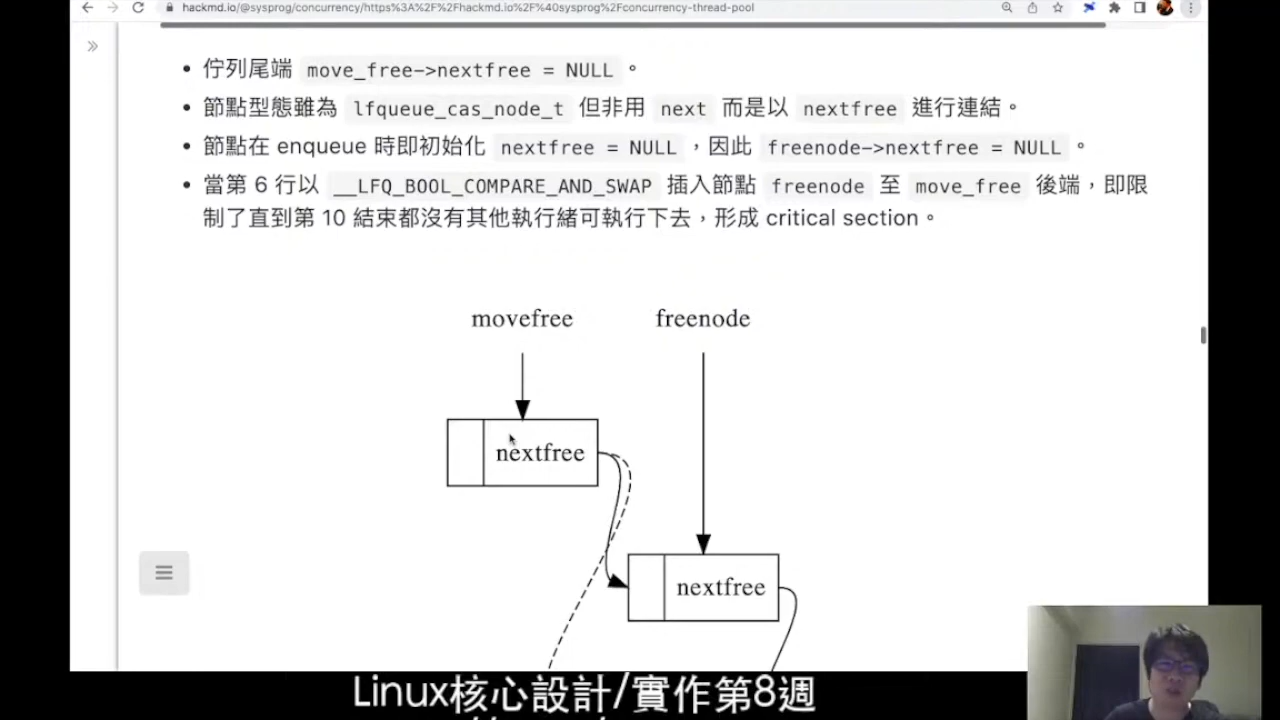 hackmd.io/@sysprog/concurrency/https%3A%2F%2Fhackmd.io%2F%40sysprog%2Fconcurrency-thread-pool
• 佇列尾端 move_free->nextfree = NULL 。
• 節點型態雖為 lfqueue_cas_node_t 但非用 next 而是以 nextfree 進行連結。
• 節點在 enqueue 時即初始化 nextfree = NULL ，因此 freenode->nextfree = NULL 。
• 當第 6 行以 __LFQ_BOOL_COMPARE_AND_SWAP 插入節點 freenode 至 move_free 後端，即限
制了直到第 10 結束都沒有其他執行緒可執行下去，形成 critical section。
movefree
freenode
nextfree
nextfree
Linux核心設計/實作第8週